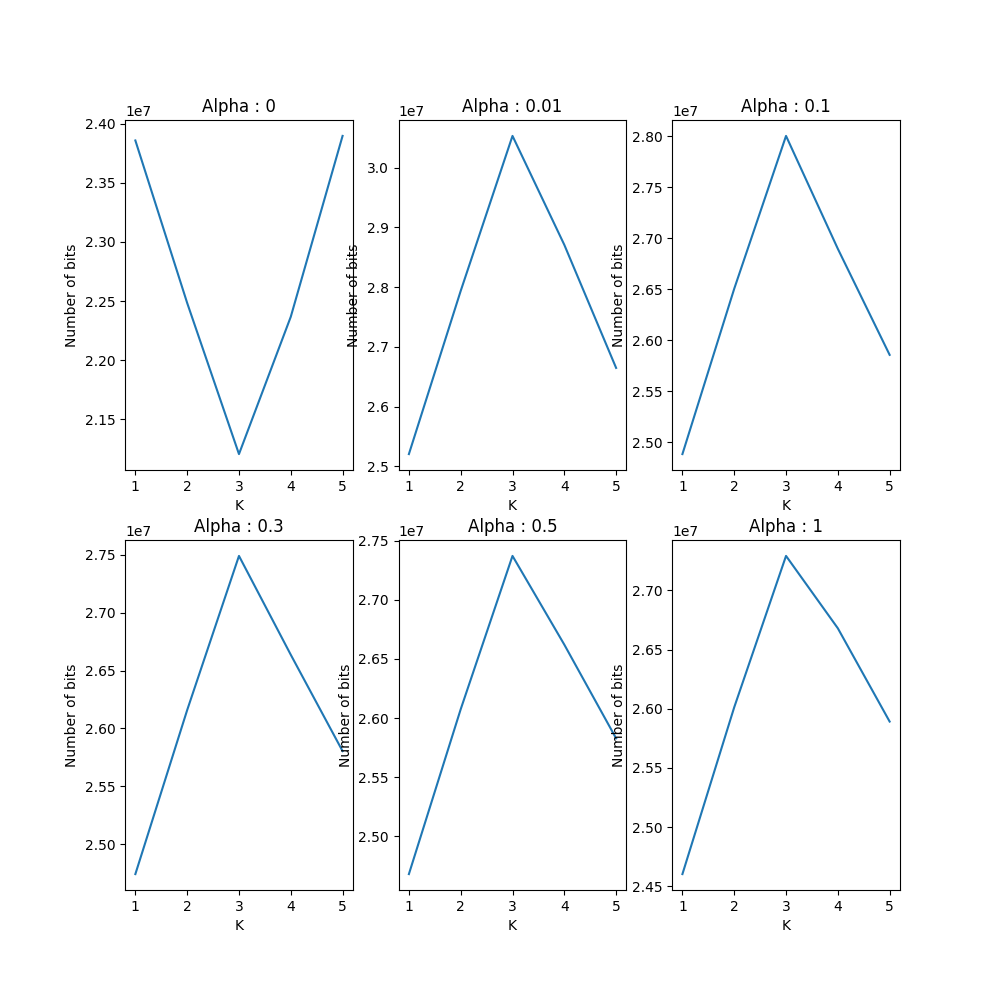 Alpha : 0
1e7
Number of bits
2.40
2.35
2.30
2.25
2.20
2.15
1 2 3 4 5
K
Alpha : 0.01
1e7
Number of bits
3.0
2.9
2.8
2.7
2.6
2.5
1 2 3 4 5
K
Alpha : 0.1
1e7
Number of bits
2.80
2.75
2.70
2.65
2.60
2.55
2.50
1 2 3 4 5
K
Alpha : 0.3
1e7
Number of bits
2.75
2.70
2.65
2.60
2.55
2.50
1 2 3 4 5
K
Alpha : 0.5
1e7
Number of bits
2.75
2.70
2.65
2.60
2.55
2.50
1 2 3 4 5
K
Alpha : 1
1e7
Number of bits
2.70
2.65
2.60
2.55
2.50
2.45
1 2 3 4 5
K